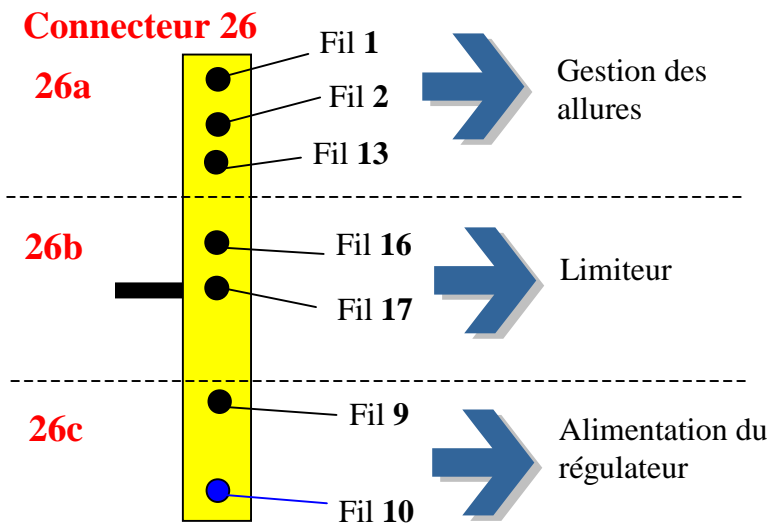 Connecteur 26
26a
Fil 1
Fil 2
Fil 13
Gestion des
allures
26b
Fil 16
Fil 17
Limiteur
26c
Fil 9
Fil 10
Alimentation du
régulateur